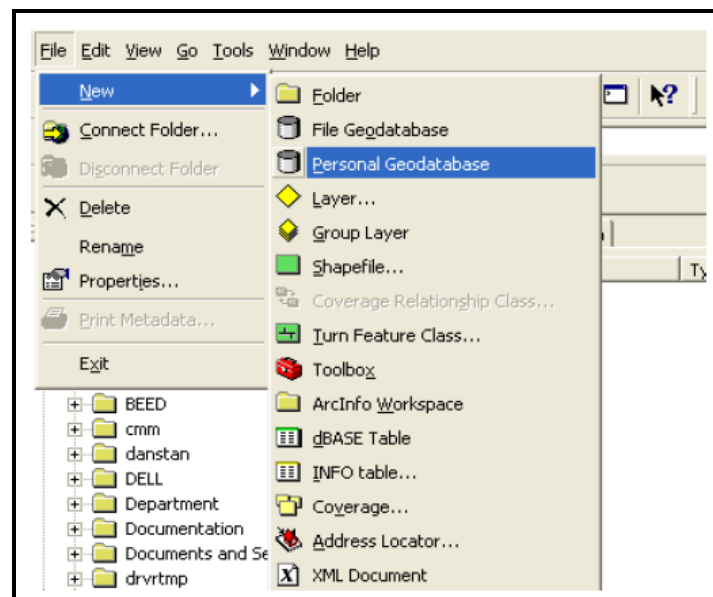 File Edit View Go Tools Window Help
New
Connect Folder...
Disconnect Folder
Delete
Rename
Properties...
Print Metadata...
Exit
Folder
File Geodatabase
Personal Geodatabase
Layer...
Group Layer
Shapefile...
Coverage Relationship Class...
Turn Feature Class...
Toolbox
ArcInfo Workspace
dBASE Table
INFO table...
Coverage...
Address Locator...
XML Document
Ty
BEED
cmm
danstan
DELL
Department
Documentation
Documents and Se
drvrtmp